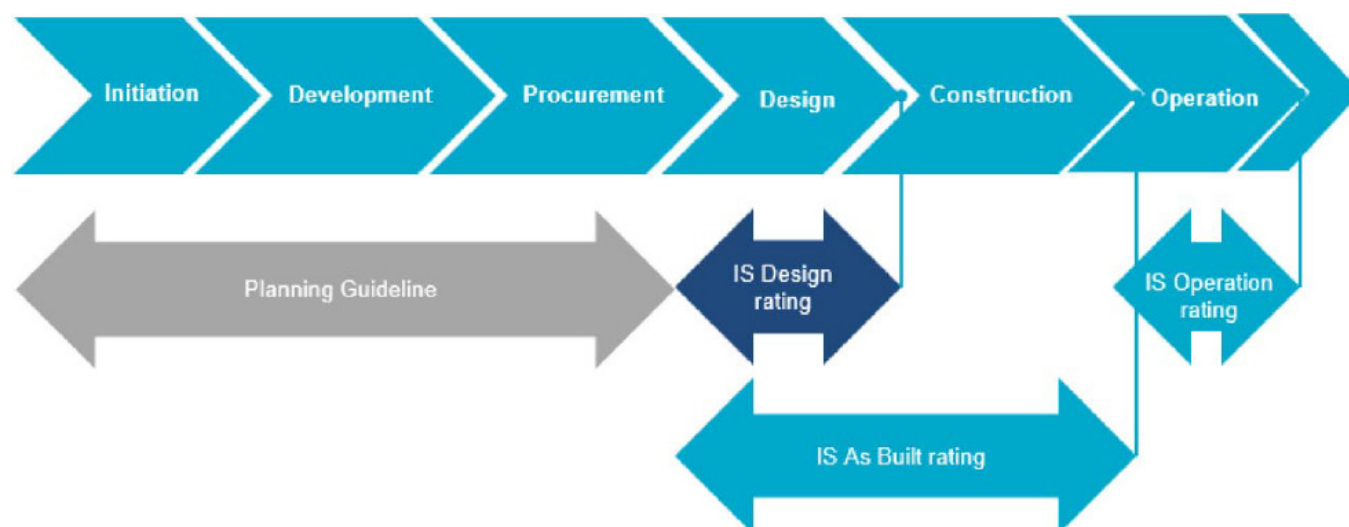 Initiation
Development
Procurement
Design
Construction
Operation
Planning Guideline
IS Design
rating
IS Operation
rating
IS As Built rating